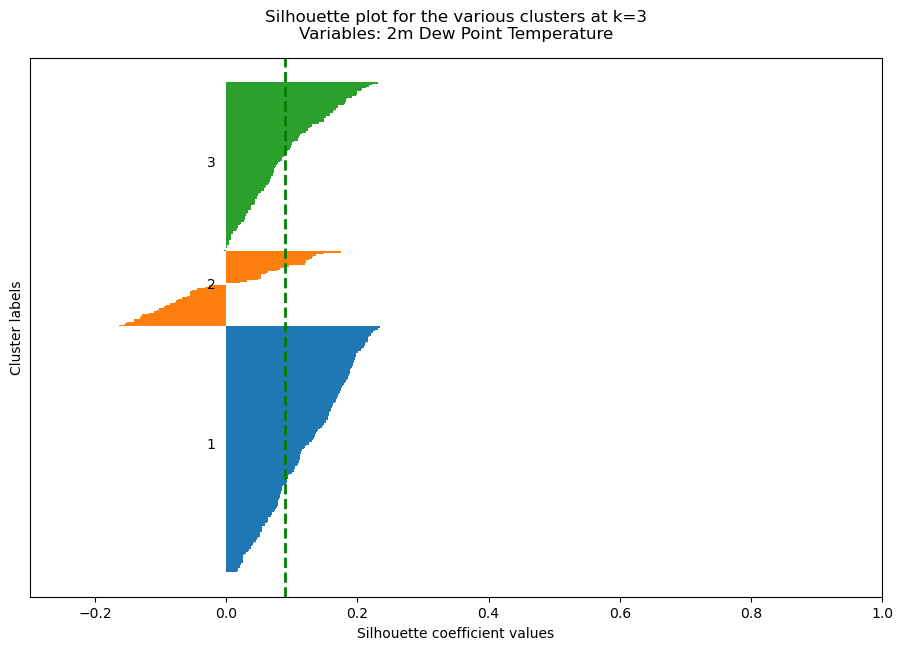 Silhouette plot for the various clusters at k=3
Variables: 2m Dew Point Temperature
3
2
1
Cluster labels
−0.2 0.0 0.2 0.4 0.6 0.8 1.0
Silhouette coefficient values